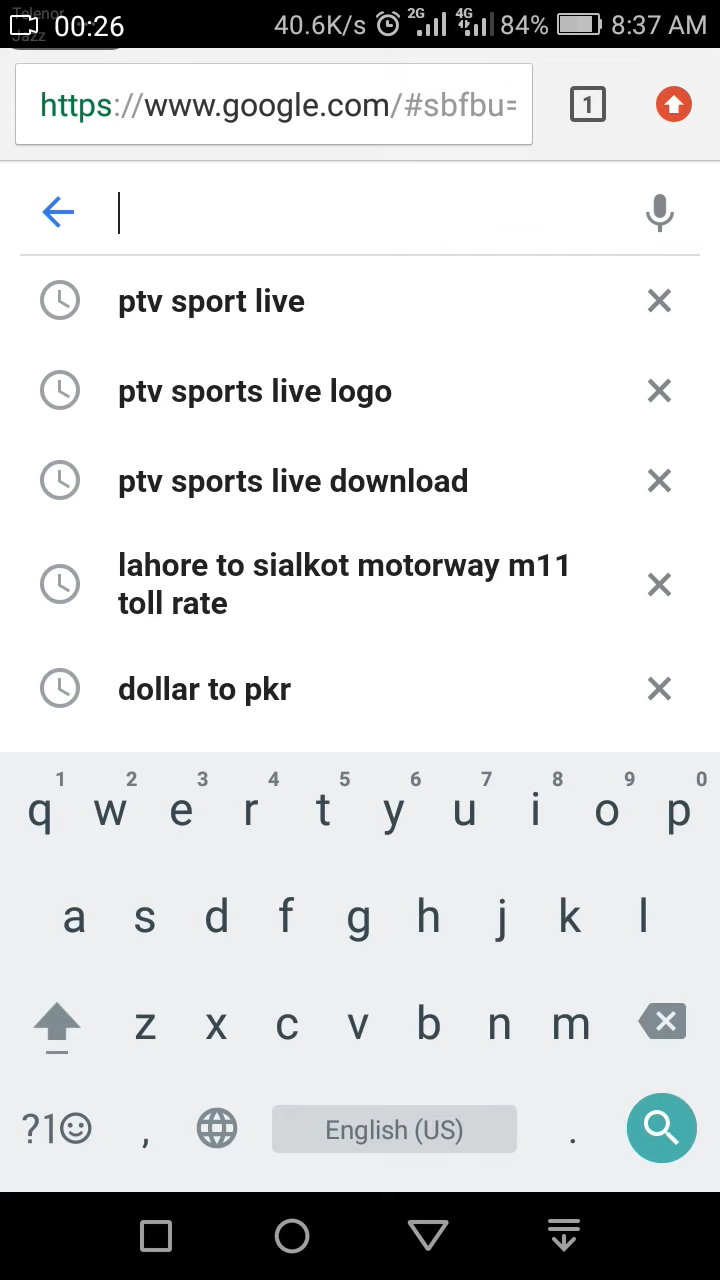 Telenor
Jazz
00:26 40.6K/s 2G 4G 84% 8:37 AM
https://www.google.com/#sbfbu= 1
ptv sport live
ptv sports live logo
ptv sports live download
lahore to sialkot motorway m11
toll rate
dollar to pkr
1 2 3 4 5 6 7 8 9 0
q w e r t y u i o p
a s d f g h j k l
z x c v b n m
?1☺ , English (US) .